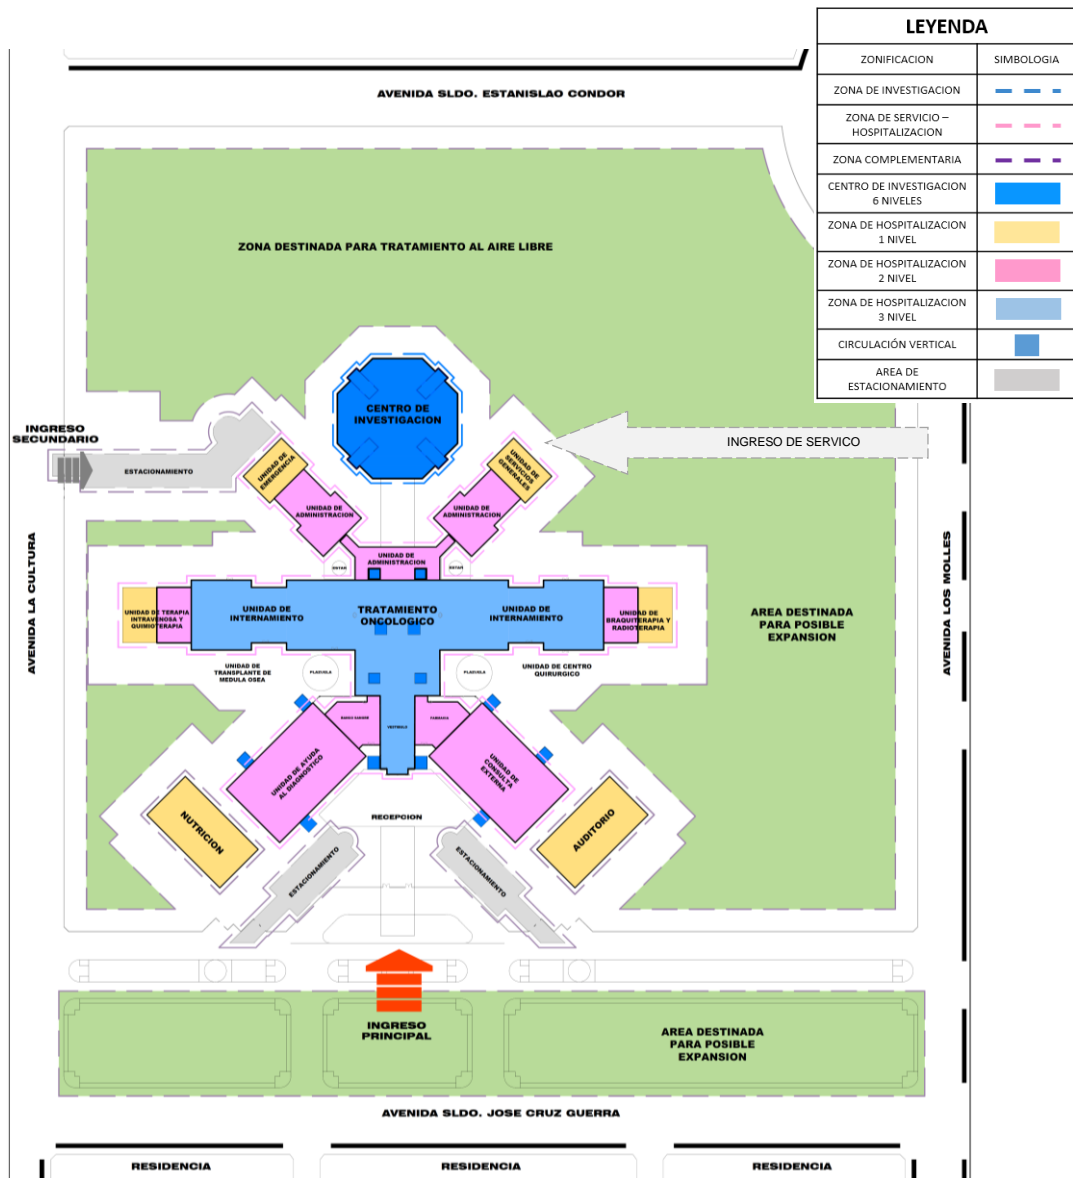 LEYENDA
ZONIFICACION
SIMBOLOGIA
ZONA DE INVESTIGACION
ZONA DE SERVICIO –
HOSPITALIZACION
ZONA COMPLEMENTARIA
CENTRO DE INVESTIGACION
6 NIVELES
ZONA DE HOSPITALIZACION
1 NIVEL
ZONA DE HOSPITALIZACION
2 NIVEL
ZONA DE HOSPITALIZACION
3 NIVEL
CIRCULACIÓN VERTICAL
AREA DE
ESTACIONAMIENTO
AVENIDA SLDO. ESTANISLAO CONDOR
ZONA DESTINADA PARA TRATAMIENTO AL AIRE LIBRE
CENTRO DE
INVESTIGACION
INGRESO
SECUNDARIO
INGRESO DE SERVICO
ESTACIONAMIENTO
UNIDAD DE
EMERGENCIA
UNIDAD DE
SERVICIOS
GENERALES
UNIDAD DE
ADMINISTRACION
UNIDAD DE
ADMINISTRACION
UNIDAD DE
ADMINISTRACION
ESTAR
ESTAR
AVENIDA LA CULTURA
AVENIDA LOS MOLLES
UNIDAD DE TERAPIA
INTRAVENOSA Y
QUIMIOTERAPIA
UNIDAD DE
INTERNAMIENTO
TRATAMIENTO
ONCOLOGICO
UNIDAD DE
INTERNAMIENTO
UNIDAD DE
BRAQUITERAPIA Y
RADIOTERAPIA
AREA DESTINADA
PARA POSIBLE
EXPANSION
UNIDAD DE
TRANSPLANTE DE
MEDULA OSEA
PLAZUELA
PLAZUELA
UNIDAD DE CENTRO
QUIRURGICO
BANCO SANGRE
VESTIBULO
FARMACIA
UNIDAD DE AYUDA
AL DIAGNOSTICO
UNIDAD DE
CONSULTA
EXTERNA
NUTRICION
RECEPCION
AUDITORIO
ESTACIONAMIENTO
ESTACIONAMIENTO
INGRESO
PRINCIPAL
AREA DESTINADA
PARA POSIBLE
EXPANSION
AVENIDA SLDO. JOSE CRUZ GUERRA
RESIDENCIA
RESIDENCIA
RESIDENCIA